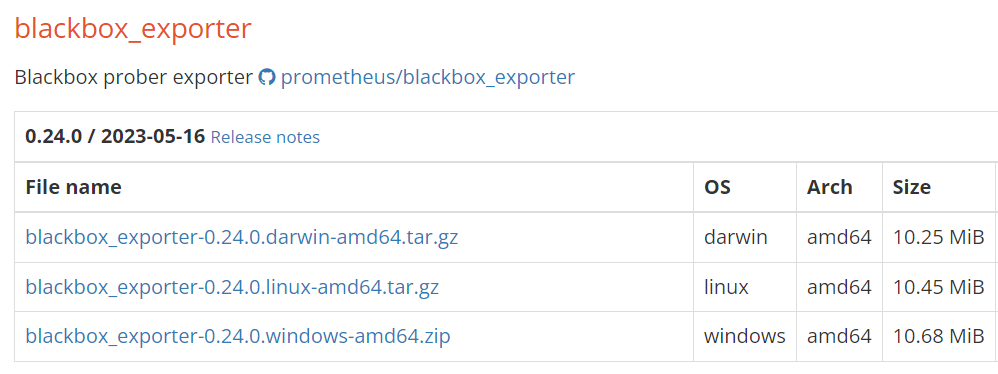 blackbox_exporter
Blackbox prober exporter prometheus/blackbox_exporter
0.24.0 / 2023-05-16 Release notes
File name OS Arch Size
blackbox_exporter-0.24.0.darwin-amd64.tar.gz darwin amd64 10.25 MiB
blackbox_exporter-0.24.0.linux-amd64.tar.gz linux amd64 10.45 MiB
blackbox_exporter-0.24.0.windows-amd64.zip windows amd64 10.68 MiB